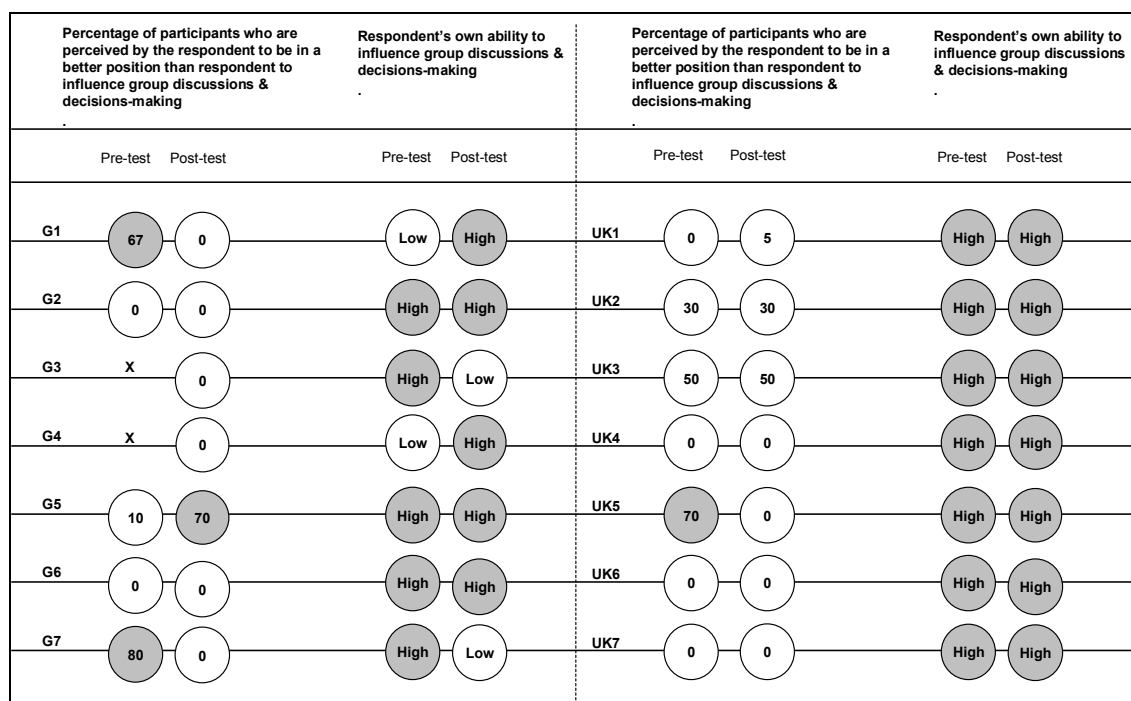 Percentage of participants who are
perceived by the respondent to be in a
better position than respondent to
influence group discussions &
decisions-making
.
Respondent's own ability to
influence group discussions &
decisions-making
.
Percentage of participants who are
perceived by the respondent to be in a
better position than respondent to
influence group discussions &
decisions-making
.
Respondent's own ability to
influence group discussions
& decisions-making
.
Pre-test Post-test Pre-test Post-test Pre-test Post-test Pre-test Post-test
G1 67 0 Low High UK1 0 5 High High
G2 0 0 High High UK2 30 30 High High
G3 X 0 High Low UK3 50 50 High High
G4 X 0 Low High UK4 0 0 High High
G5 10 70 High High UK5 70 0 High High
G6 0 0 High High UK6 0 0 High High
G7 80 0 High Low UK7 0 0 High High